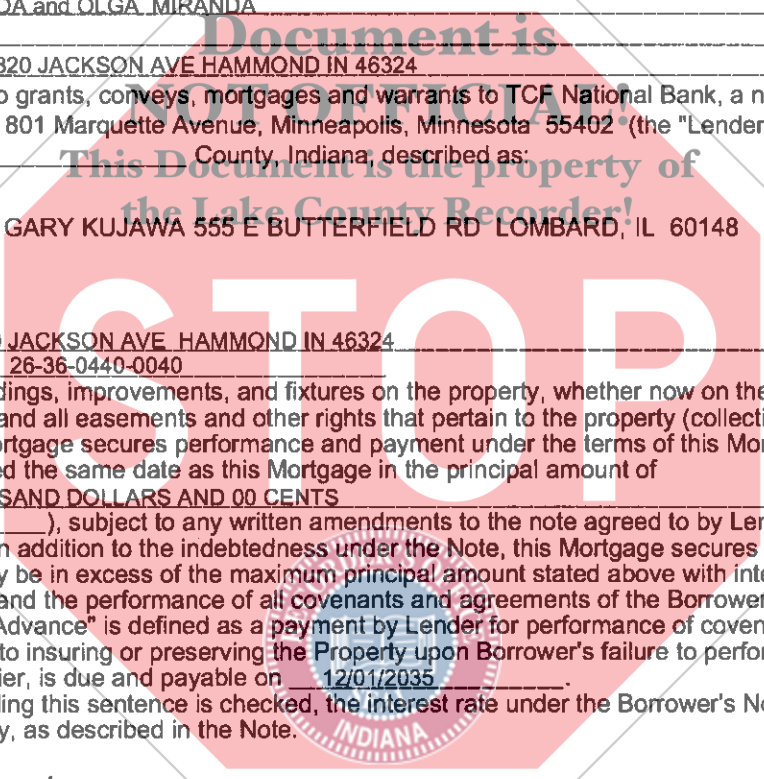 DA and OLGA MIRANDA
Document is
320 JACKSON AVE HAMMOND IN 46324
NOT OFFICIAL!
o grants, conveys, mortgages and warrants to TCF National Bank, a n
801 Marquette Avenue, Minneapolis, Minnesota 55402 (the "Lender
This Document is the property of
County, Indiana, described as:
the Lake County Recorder!
GARY KUJAWA 555 E BUTTERFIELD RD LOMBARD, IL 60148
STOP
JACKSON AVE HAMMOND IN 46324
26-36-0440-0040
dings, improvements, and fixtures on the property, whether now on the
and all easements and other rights that pertain to the property (collecti
ortgage secures performance and payment under the terms of this Mor
ed the same date as this Mortgage in the principal amount of
SAND DOLLARS AND 00 CENTS
), subject to any written amendments to the note agreed to by Len
n addition to the indebtedness under the Note, this Mortgage secures
y be in excess of the maximum principal amount stated above with inte
and the performance of all covenants and agreements of the Borrower
Advance" is defined as a payment by Lender for performance of coven
to insuring or preserving the Property upon Borrower's failure to perfor
ier, is due and payable on 12/01/2035.
ding this sentence is checked, the interest rate under the Borrower's No
y, as described in the Note.
INDIANA